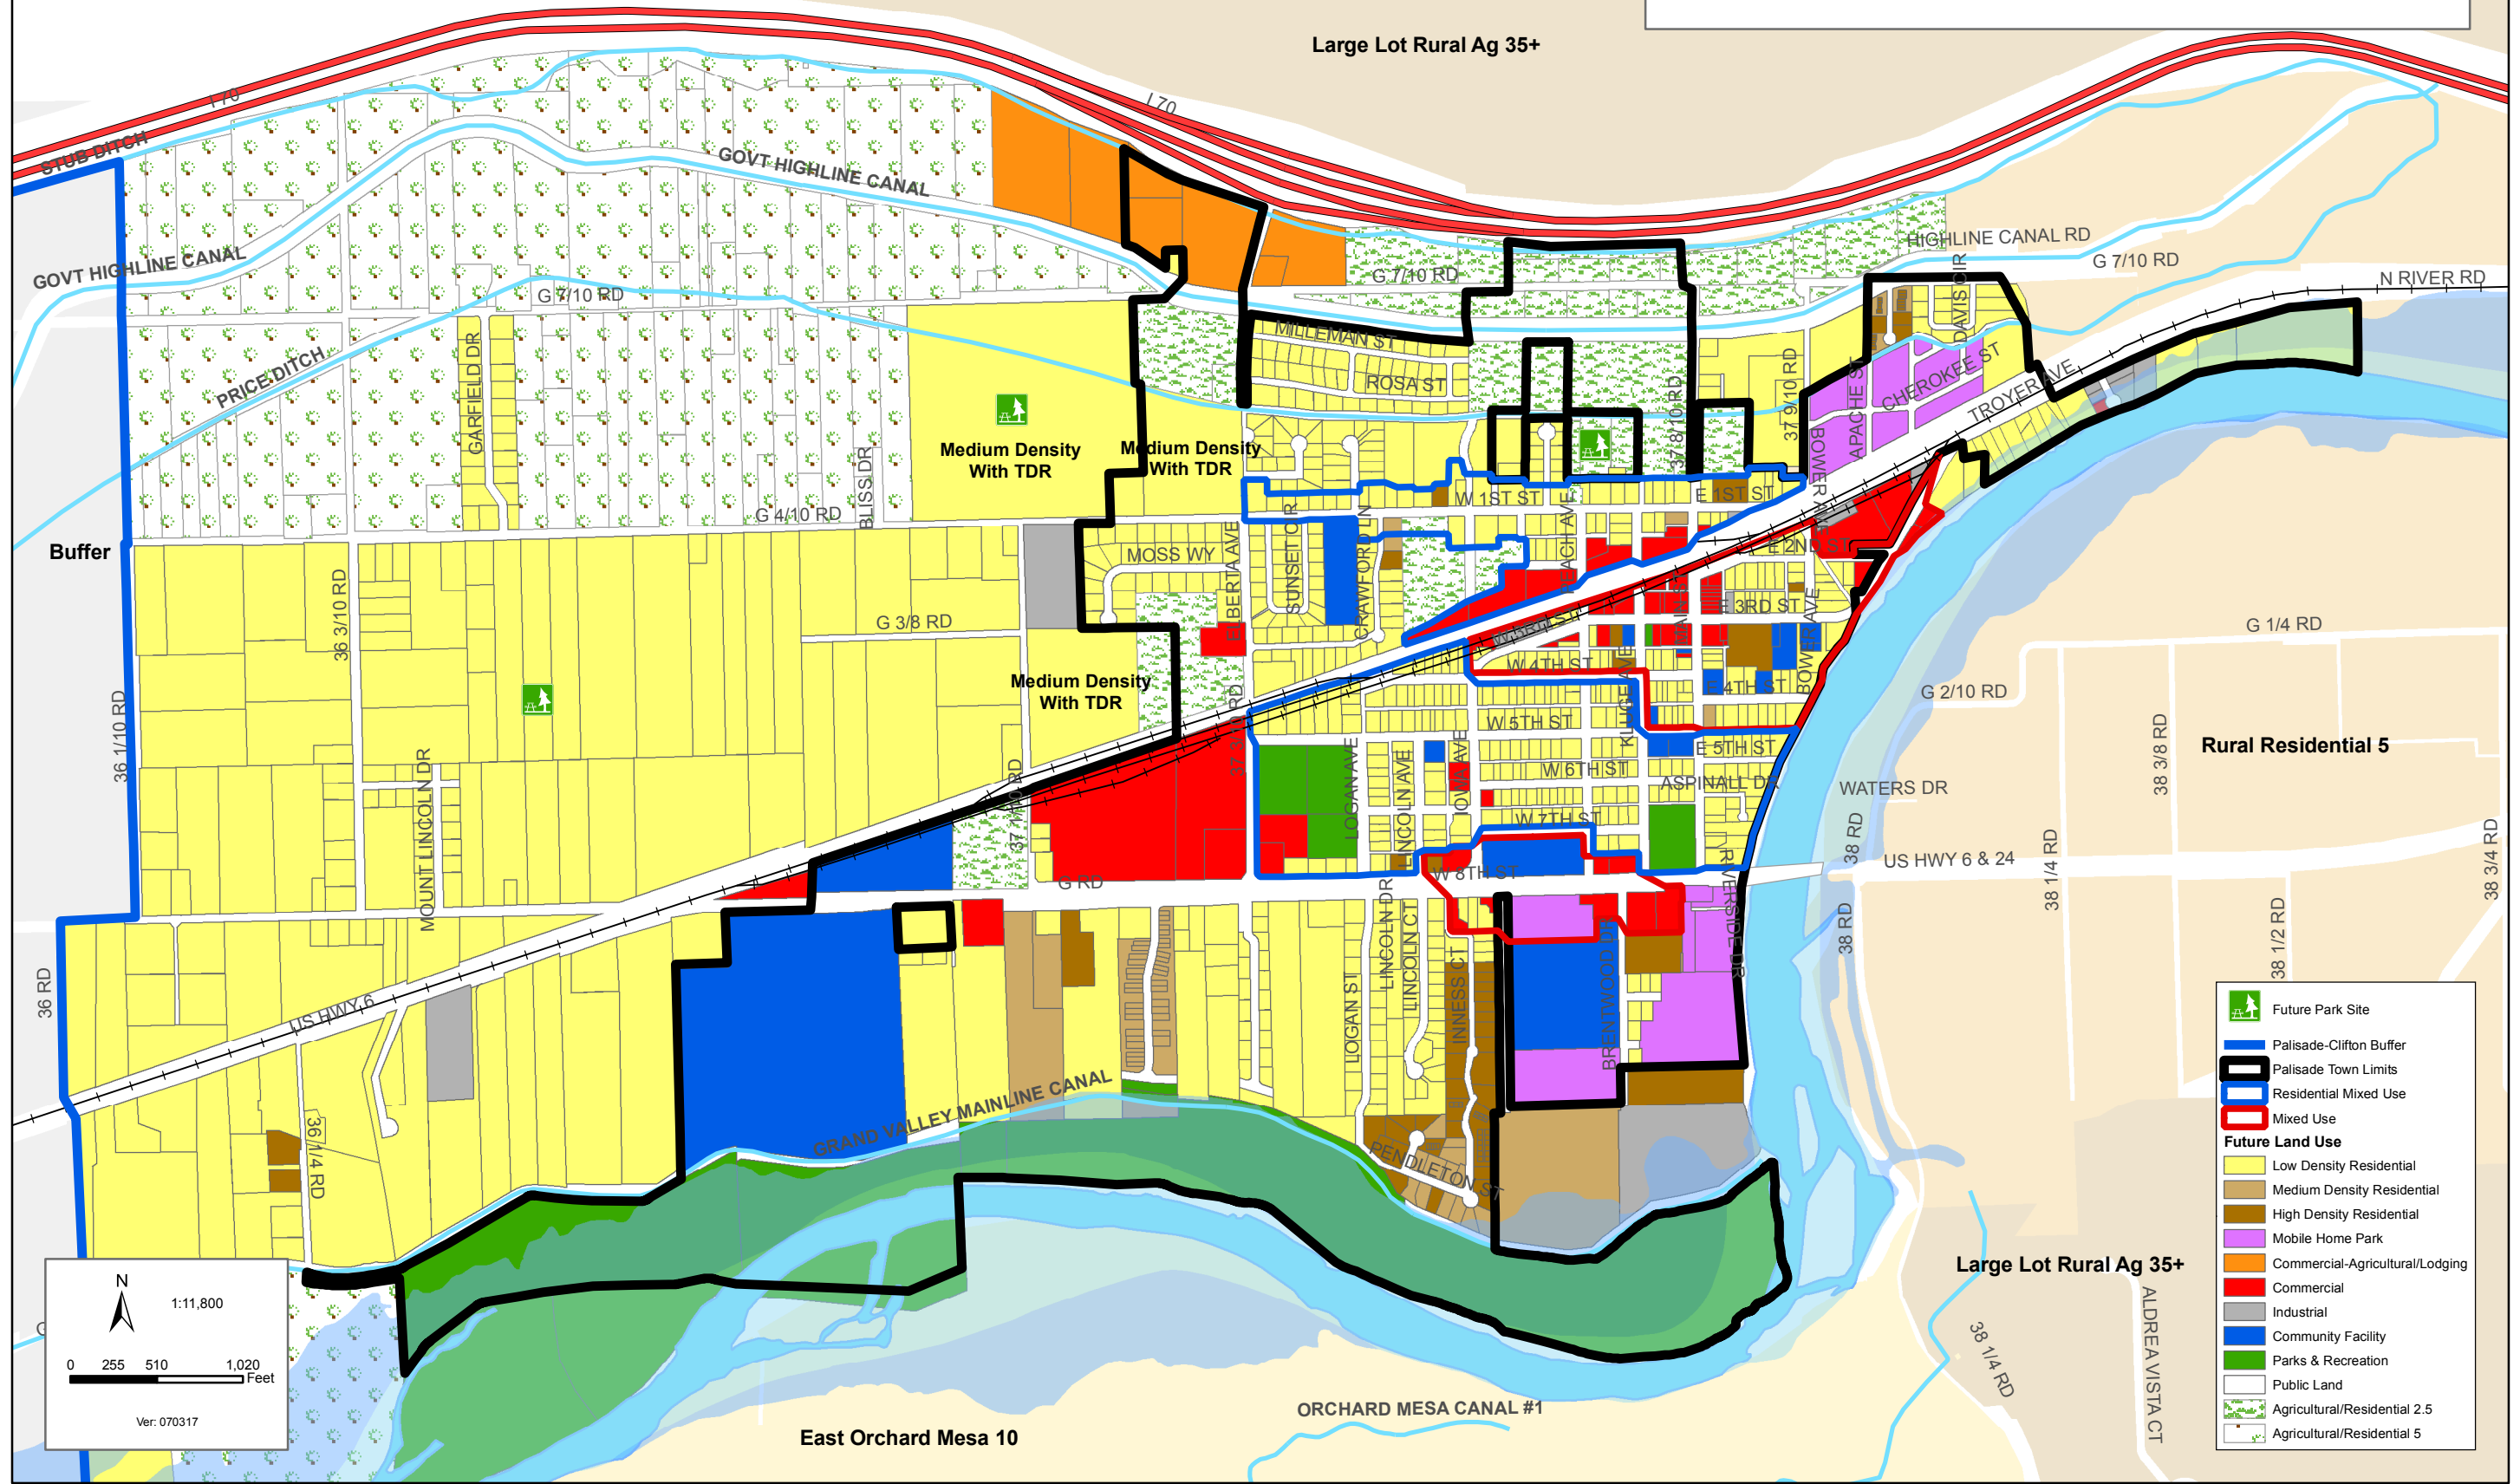 Large Lot Rural Ag 35+
I 70
I 70
STUB DITCH
GOVT HIGHLINE CANAL
GOVT HIGHLINE CANAL
HIGHLINE CANAL RD
G 7/10 RD
G 7/10 RD
G 7/10 RD
N RIVER RD
DAVIS CIR
MILLEMAN ST
ROSA ST
PRICE DITCH
GARFIELD DR
CHEROKEE ST
APACHE ST
TROYER AVE
37 9/10 RD
37 8/10 RD
Medium Density
With TDR
Medium Density
With TDR
BLISS DR
G 4/10 RD
W 1ST ST
E 1ST ST
Buffer
MOSS WY
ELBERTA AVE
SUNSET CIR
CRAWFORD LN
E 2ND ST
36 3/10 RD
G 3/8 RD
E 3RD ST
BOWER AVE
G 1/4 RD
W 4TH ST
KLUGE AVE
E 4TH ST
Medium Density
With TDR
G 2/10 RD
36 1/10 RD
W 5TH ST
E 5TH ST
38 3/8 RD
Rural Residential 5
MOUNT LINCOLN DR
LOGAN AVE
LINCOLN AVE
IOWA AVE
W 6TH ST
ASPINALL DR
WATERS DR
W 7TH ST
38 RD
US HWY 6 & 24
38 1/4 RD
38 3/4 RD
G RD
W 8TH ST
RIVERSIDE DR
LINCOLN DR
LINCOLN CT
38 RD
38 1/2 RD
36 RD
US HWY 6
LOGAN ST
INNESS CT
BRENTWOOD DR
GRAND VALLEY MAINLINE CANAL
36 1/4 RD
PENDLETON ST
Large Lot Rural Ag 35+
38 1/4 RD
ALDREA VISTA CT
ORCHARD MESA CANAL #1
East Orchard Mesa 10
N
1:11,800
0 255 510 1,020
Feet
Ver: 070317
Future Park Site
Palisade-Clifton Buffer
Palisade Town Limits
Residential Mixed Use
Mixed Use
Future Land Use
Low Density Residential
Medium Density Residential
High Density Residential
Mobile Home Park
Commercial-Agricultural/Lodging
Commercial
Industrial
Community Facility
Parks & Recreation
Public Land
Agricultural/Residential 2.5
Agricultural/Residential 5